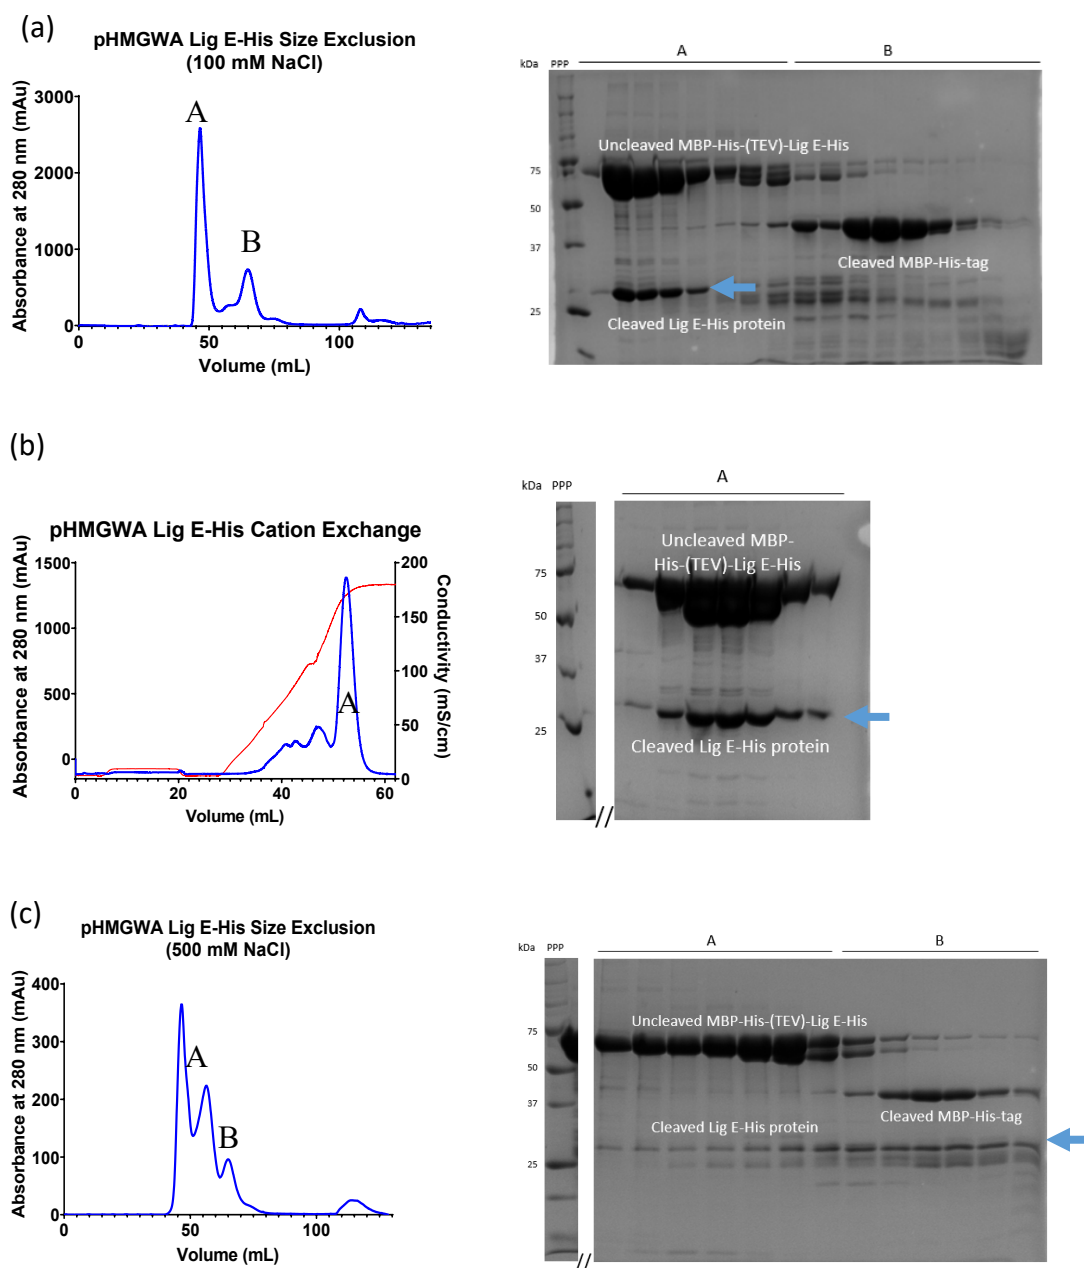 (a)
pHMGWA Lig E-His Size Exclusion
(100 mM NaCl)
Absorbance at 280 nm (mAu)
3000
2000
1000
0
0
50
100
Volume (mL)
A
B
A
B
kDa
PPP
75
50
37
25
Uncleaved MBP-His-(TEV)-Lig E-His
Cleaved MBP-His-tag
Cleaved Lig E-His protein
(b)
pHMGWA Lig E-His Cation Exchange
Absorbance at 280 nm (mAu)
1500
1000
500
0
0
20
40
60
Volume (mL)
200
150
100
50
0
Conductivity (mS/cm)
A
A
kDa
PPP
75
50
37
25
Uncleaved MBP-
His-(TEV)-Lig E-His
Cleaved Lig E-His protein
//
(c)
pHMGWA Lig E-His Size Exclusion
(500 mM NaCl)
Absorbance at 280 nm (mAu)
400
300
200
100
0
0
50
100
Volume (mL)
A
B
A
B
kDa
PPP
75
50
37
25
Uncleaved MBP-His-(TEV)-Lig E-His
Cleaved Lig E-His protein
Cleaved MBP-His-tag
//